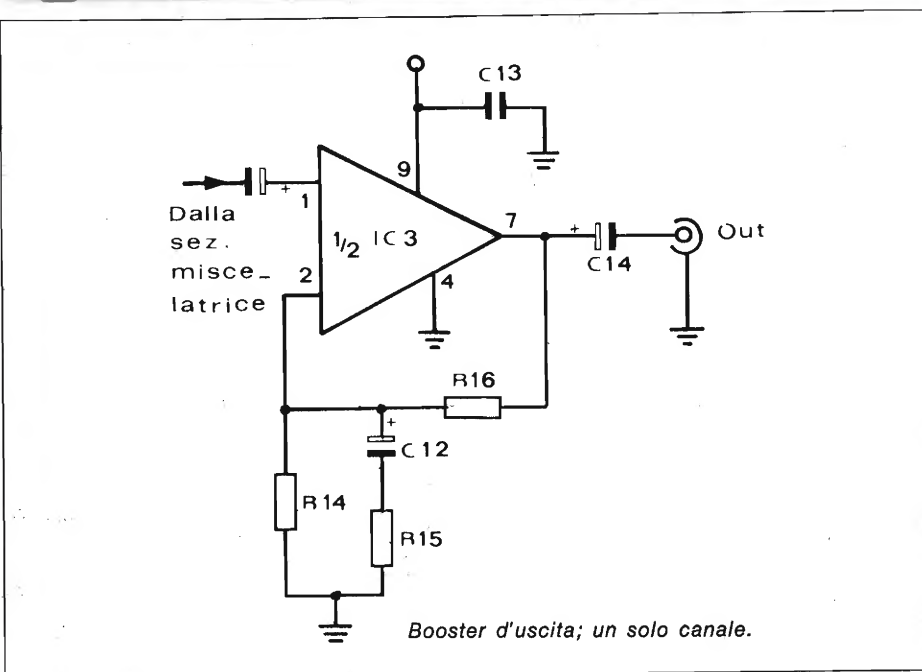 C13
9
+
1
Dalla
sez.
misce-
latrice
1/2 IC3
2
7
+
4
C14
Out
R16
+
C12
R14
R15
Booster d'uscita; un solo canale.